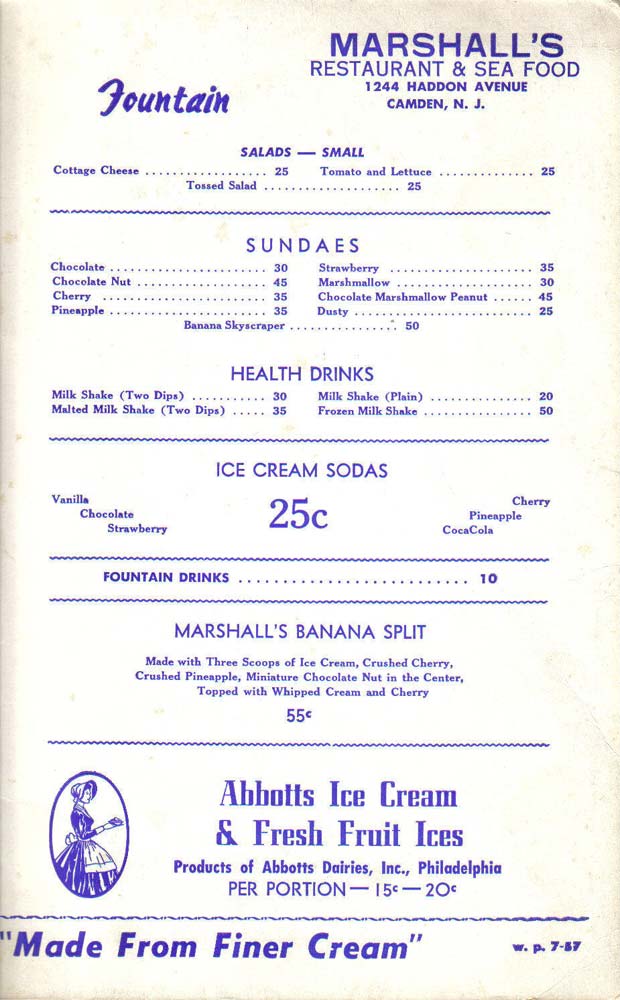 MARSHALL'S
RESTAURANT & SEA FOOD
1244 HADDON AVENUE
CAMDEN, N. J.
Fountain
SALADS — SMALL
Cottage Cheese .................. 25 Tomato and Lettuce .............. 25
Tossed Salad .................... 25
SUNDAES
Chocolate ....................... 30 Strawberry ..................... 35
Chocolate Nut ................... 45 Marshmallow .................... 30
Cherry ........................ 35 Chocolate Marshmallow Peanut ...... 45
Pineapple ....................... 35 Dusty .......................... 25
Banana Skyscraper ................ 50
HEALTH DRINKS
Milk Shake (Two Dips) ........... 30 Milk Shake (Plain) ............... 20
Malted Milk Shake (Two Dips) ..... 35 Frozen Milk Shake ................ 50
ICE CREAM SODAS
Vanilla
Chocolate
Strawberry
25c
Cherry
Pineapple
CocaCola
FOUNTAIN DRINKS ........................... 10
MARSHALL'S BANANA SPLIT
Made with Three Scoops of Ice Cream, Crushed Cherry,
Crushed Pineapple, Miniature Chocolate Nut in the Center,
Topped with Whipped Cream and Cherry
55c
Abbotts Ice Cream
& Fresh Fruit Ices
Products of Abbotts Dairies, Inc., Philadelphia
PER PORTION — 15c — 20c
"Made From Finer Cream"
w. p. 7-57